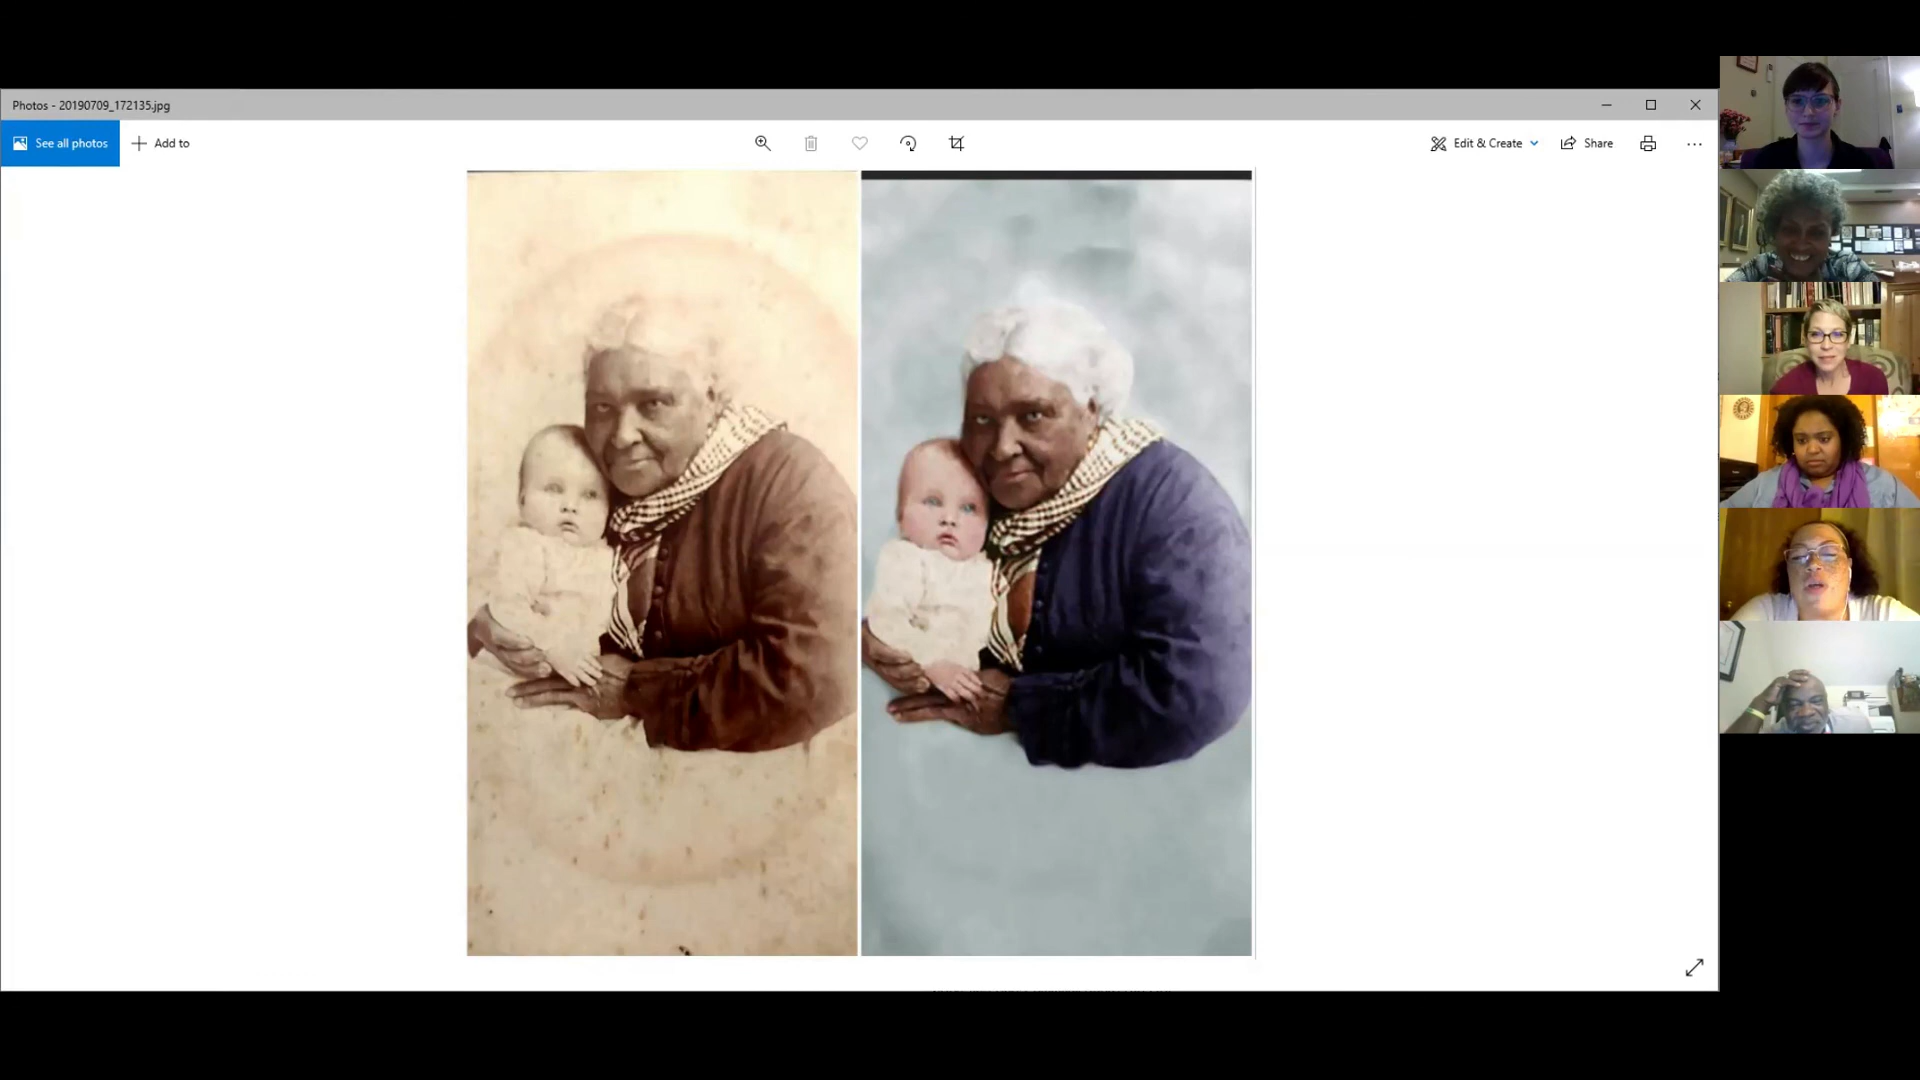 Photos - 20190709_172135.jpg
See all photos
Add to
Edit & Create
Share